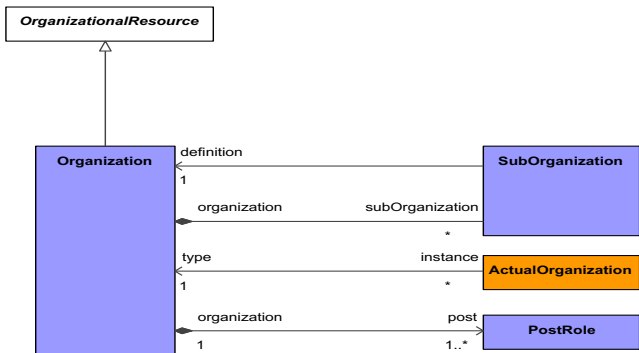 OrganizationalResource
definition
Organization
SubOrganization
1
organization
subOrganization
*
type
instance
ActualOrganization
1
*
organization
post
PostRole
1
1..*